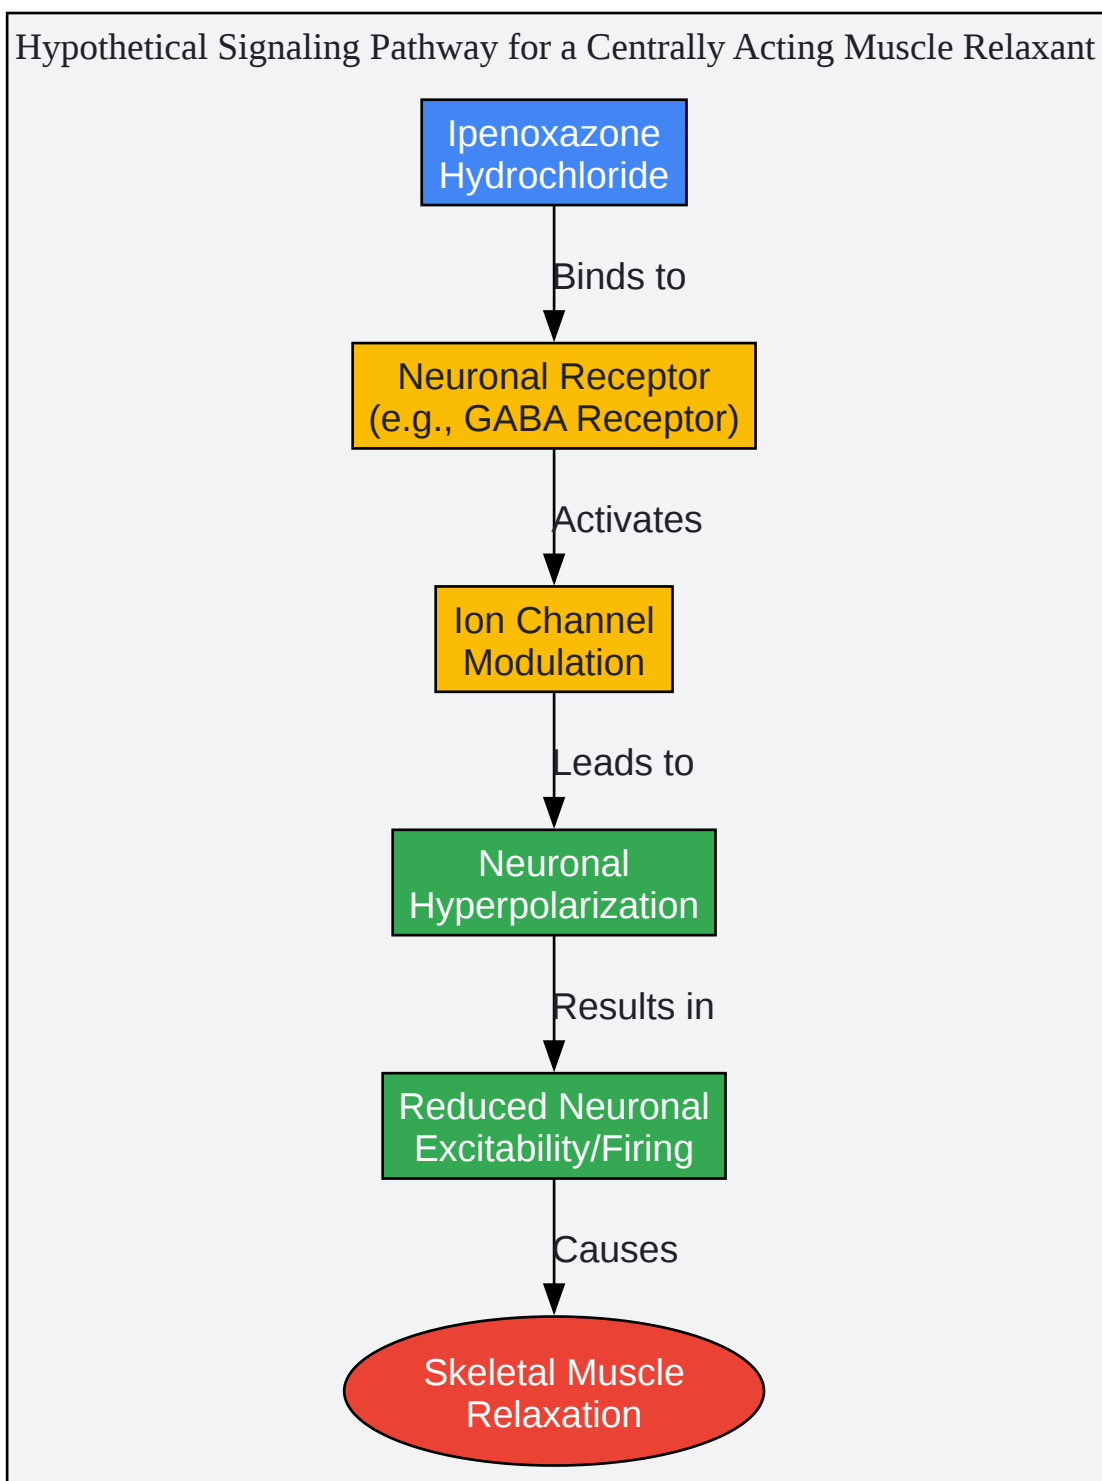 Hypothetical Signaling Pathway for a Centrally Acting Muscle Relaxant
Ipenoxazone
Hydrochloride
Binds to
Neuronal Receptor
(e.g., GABA Receptor)
Activates
Ion Channel
Modulation
Leads to
Neuronal
Hyperpolarization
Results in
Reduced Neuronal
Excitability/Firing
Causes
Skeletal Muscle
Relaxation